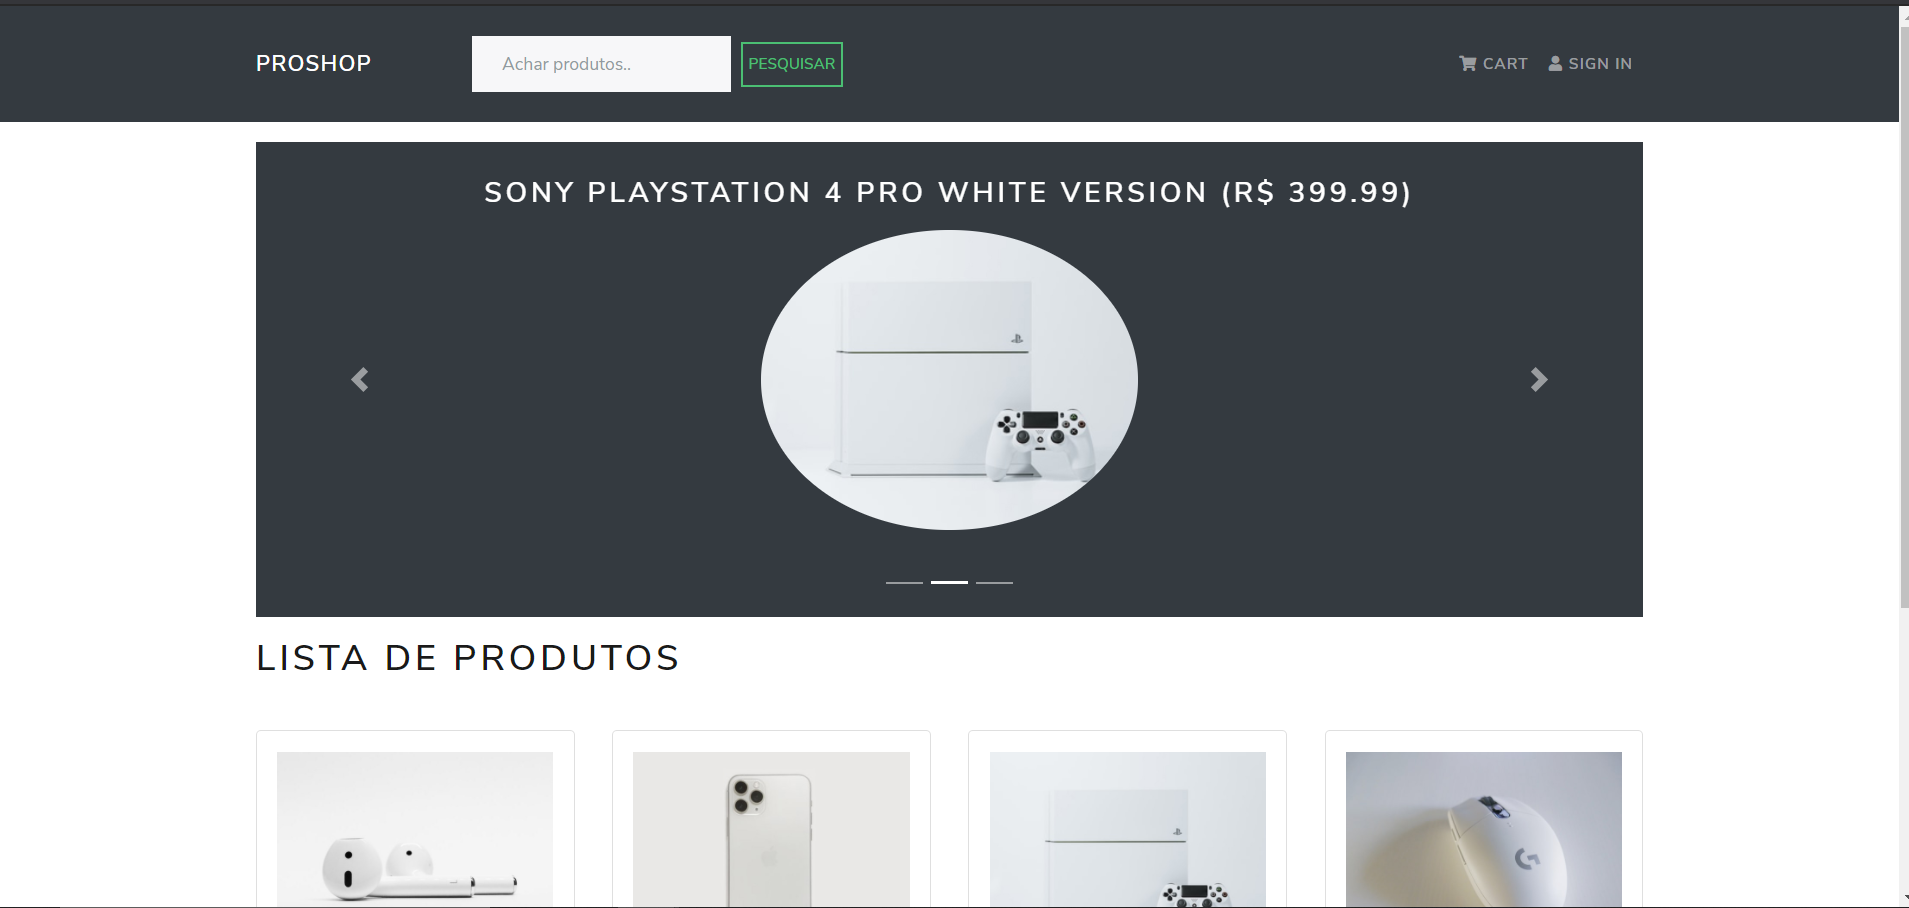 PROSHOP
Achar produtos..
PESQUISAR
CART
SIGN IN
SONY PLAYSTATION 4 PRO WHITE VERSION (R$ 399.99)
LISTA DE PRODUTOS